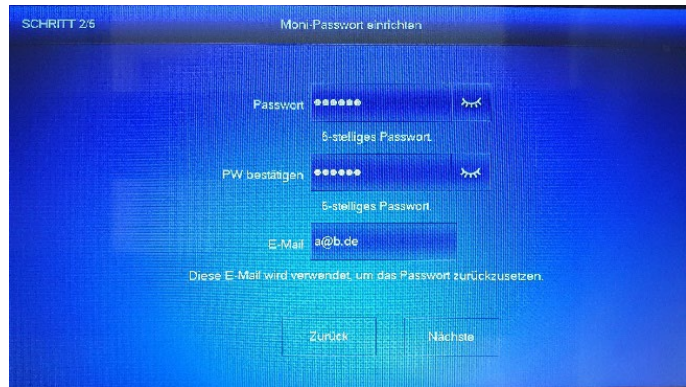 SCHRITT 2/5
Moni-Passwort einrichten
Passwort ●●●●●●
6-stelliges Passwort.
PW bestätigen ●●●●●●
6-stelliges Passwort.
E-Mail a@b.de
Diese E-Mail wird verwendet, um das Passwort zurückzusetzen.
Zurück Nächste